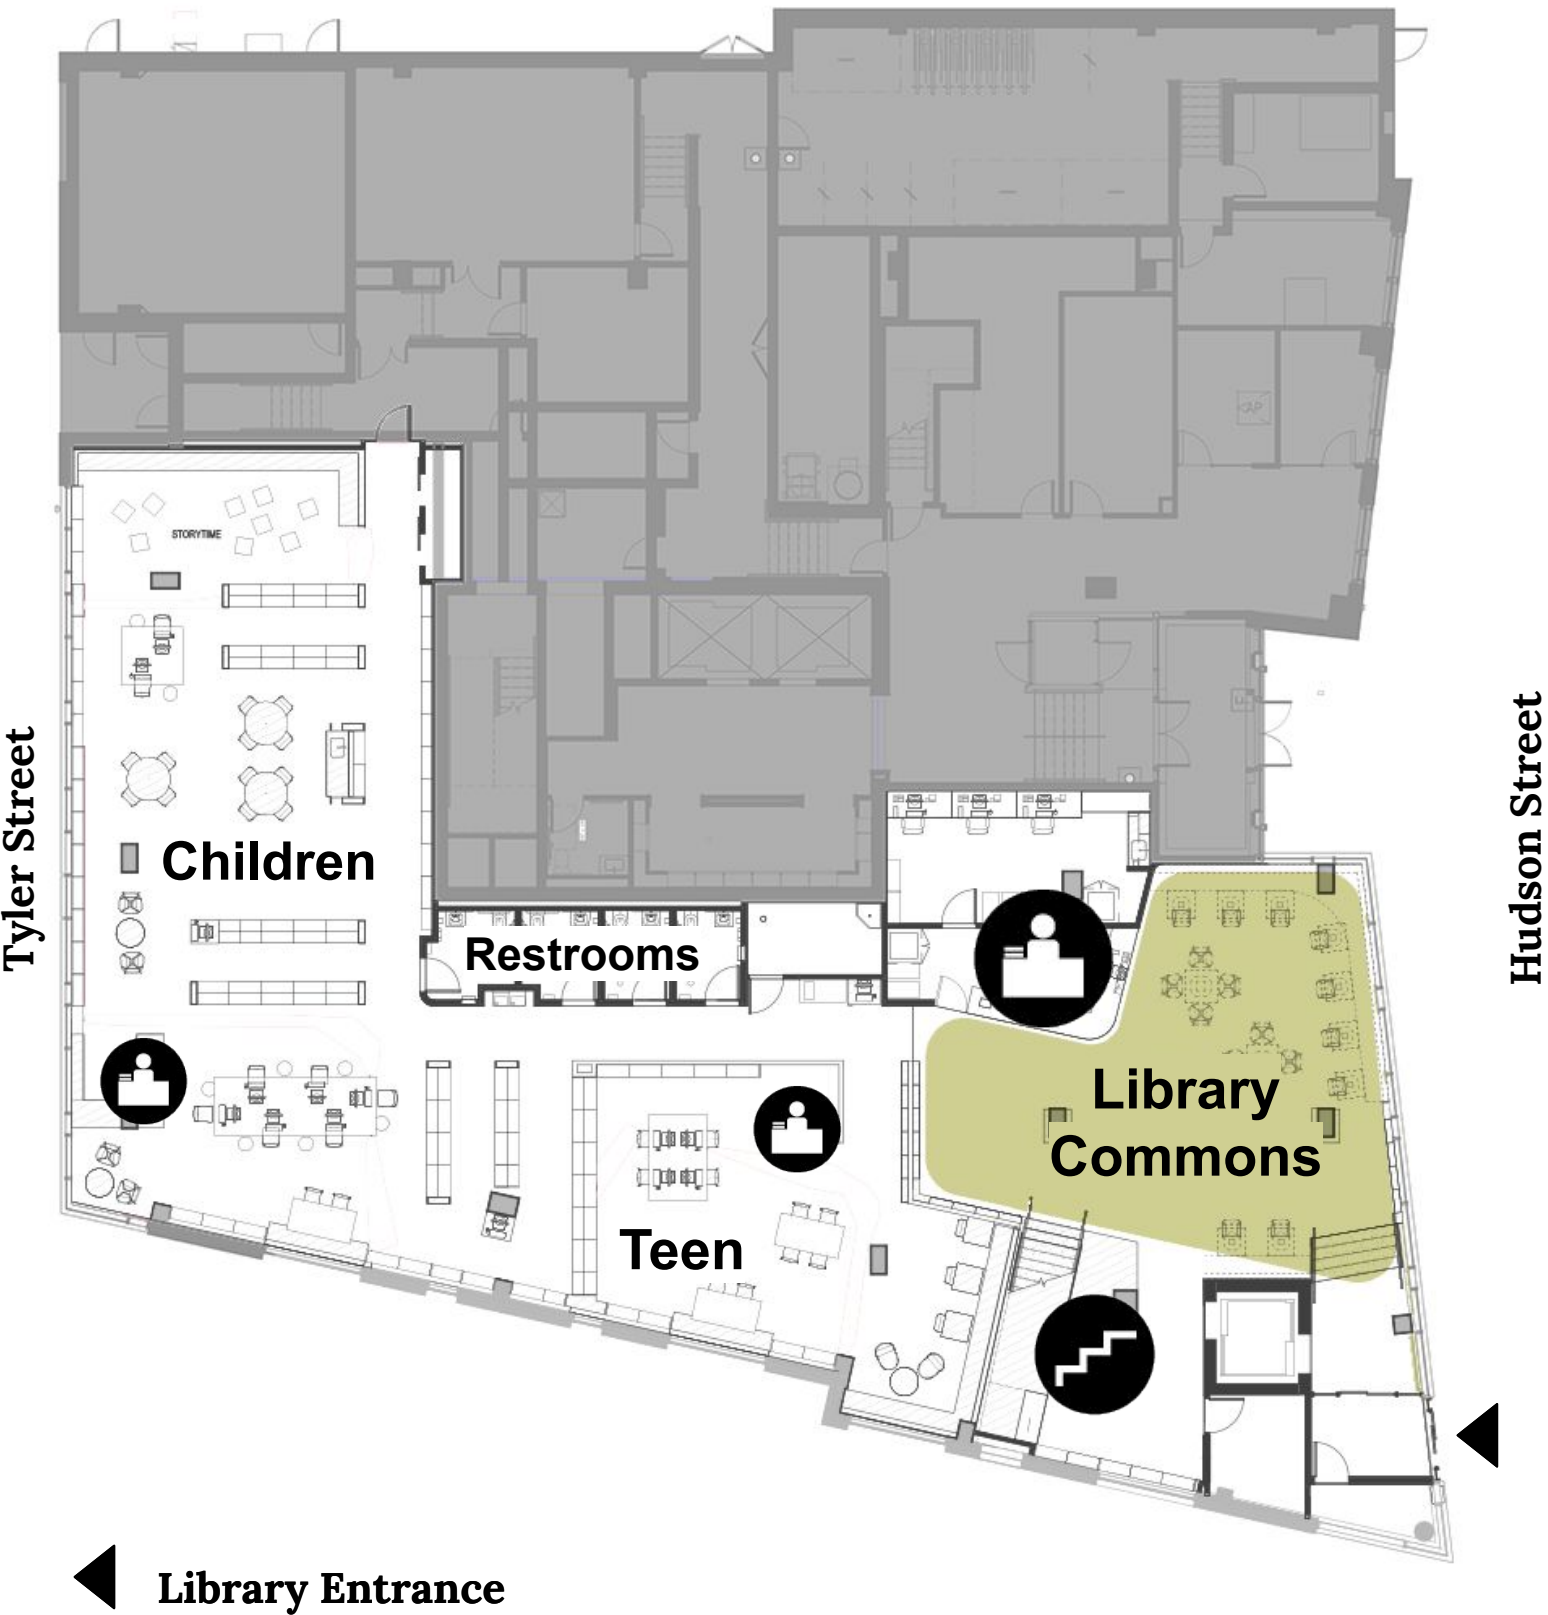 STORYTIME
Tyler Street
Hudson Street
Children
Restrooms
Library
Commons
Teen
Library Entrance